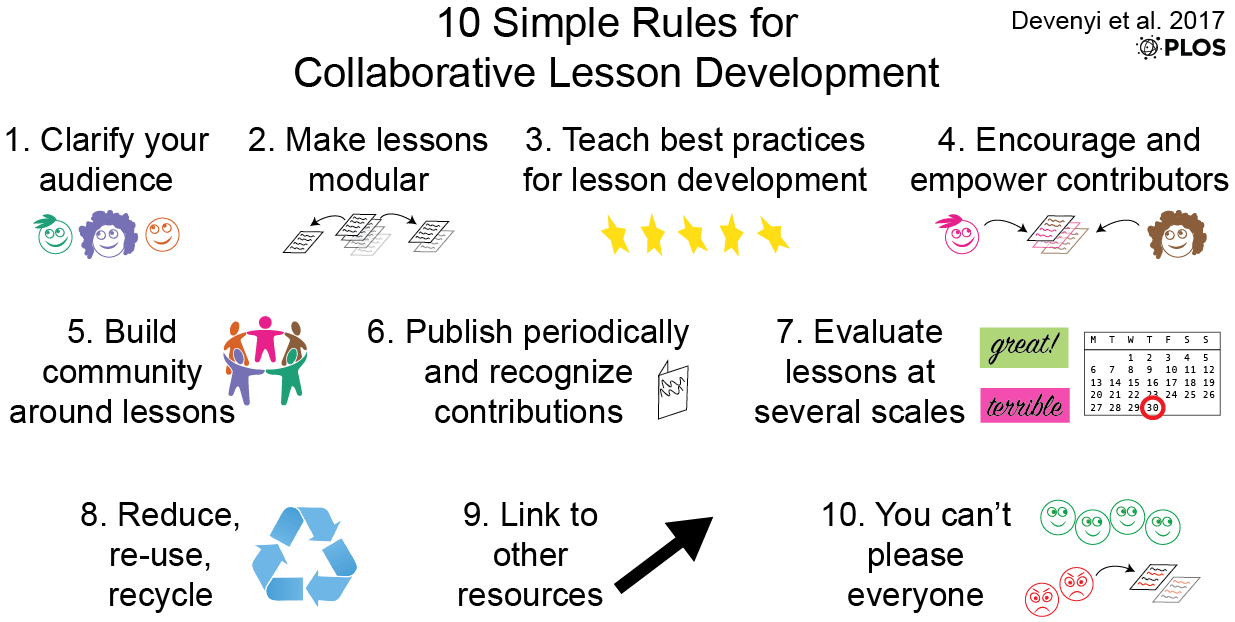 10 Simple Rules for
Collaborative Lesson Development
Devenyi et al. 2017
PLOS
1. Clarify your
audience
2. Make lessons
modular
3. Teach best practices
for lesson development
4. Encourage and
empower contributors
5. Build
community
around lessons
6. Publish periodically
and recognize
contributions
7. Evaluate
lessons at
several scales
great!
terrible
M T W T F S S
1 2 3 4 5
6 7 8 9 10 11 12
13 14 15 16 17 18 19
20 21 22 23 24 25 26
27 28 29 30
8. Reduce,
re-use,
recycle
9. Link to
other
resources
10. You can't
please
everyone